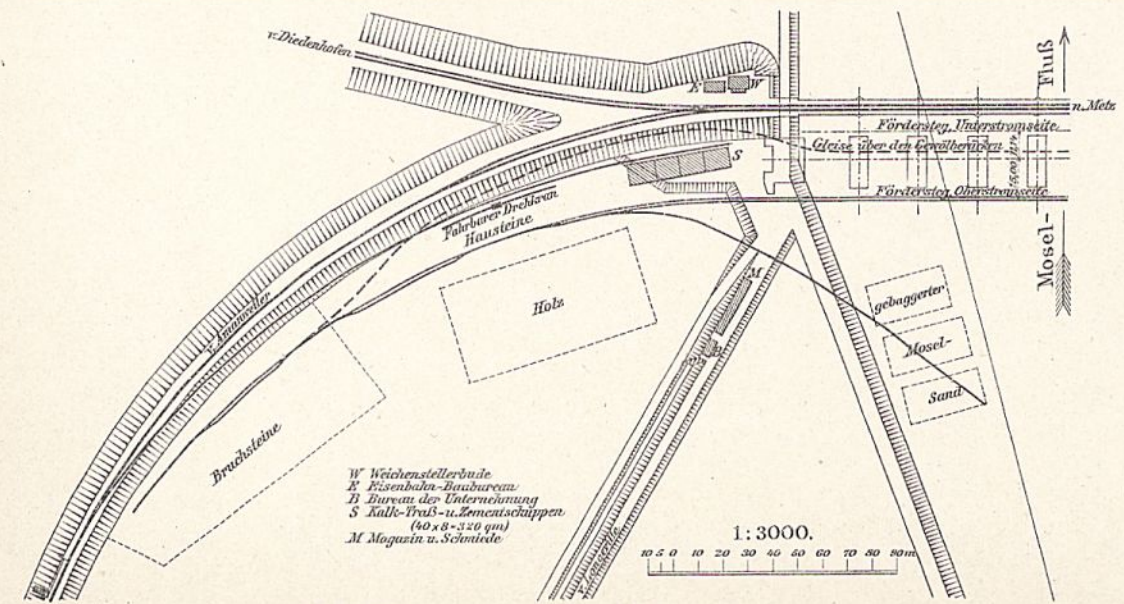 v. Diedenhofen
E W
n. Metz
Fluß
Mosel-
Fördersteg, Unterstromseite
Gleise über den Gewölberücken
Fördersteg, Oberstromseite
S
Fahrbarer Drehkran
Hausteine
v. Amanweiler
Holz
M
B
Bruchsteine
gebaggerter
Mosel-
Sand
W Weichenstellerbude
E Eisenbahn-Baubureau
B Bureau der Unternehmung
S Kalk-Traß-u. Zementschuppen
(40 x 8 = 320 qm)
M Magazin u. Schmiede
1:3000.
10 5 0 10 20 30 40 50 60 70 80 90m